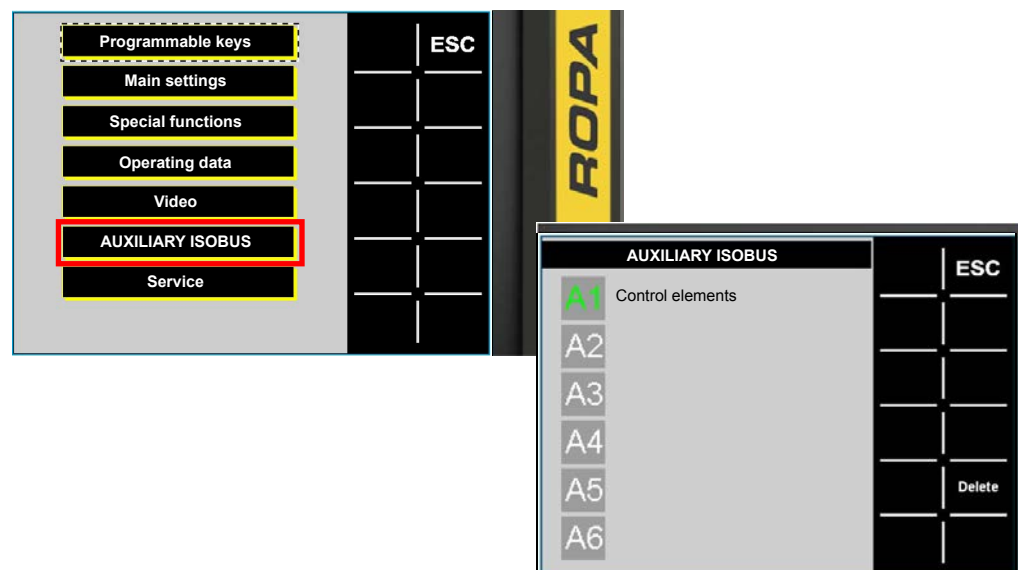 Programmable keys
ESC
Main settings
Special functions
Operating data
Video
AUXILIARY ISOBUS
Service
ROPA
AUXILIARY ISOBUS
ESC
A1 Control elements
A2
A3
A4
A5
Delete
A6